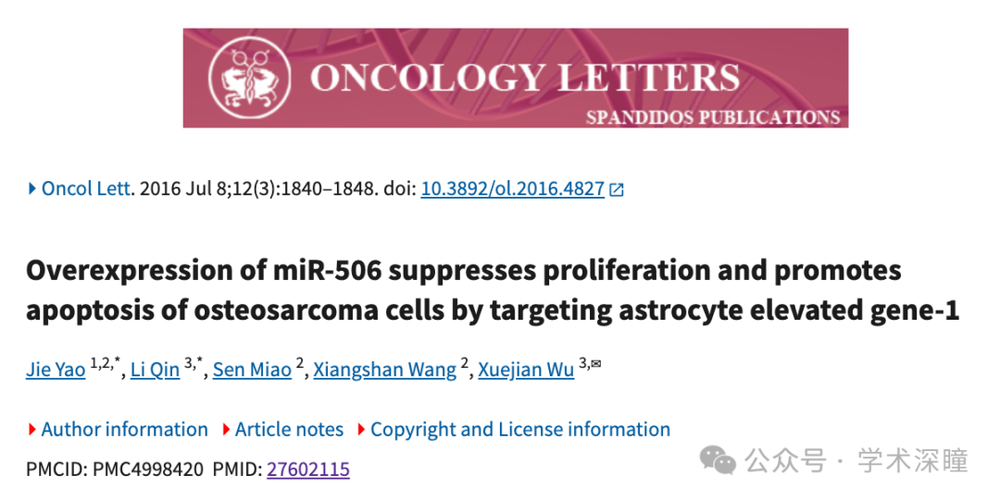 ONCOLOGY LETTERS
SPANDIDOS PUBLICATIONS
Oncol Lett. 2016 Jul 8;12(3):1840–1848. doi: 10.3892/ol.2016.4827
Overexpression of miR-506 suppresses proliferation and promotes
apoptosis of osteosarcoma cells by targeting astrocyte elevated gene-1
Jie Yao 1,2,*, Li Qin 3,*, Sen Miao 2, Xiangshan Wang 2, Xuejian Wu 3,✉
Author information Article notes Copyright and License information
PMCID: PMC4998420 PMID: 27602115
公众号 · 学术深瞳